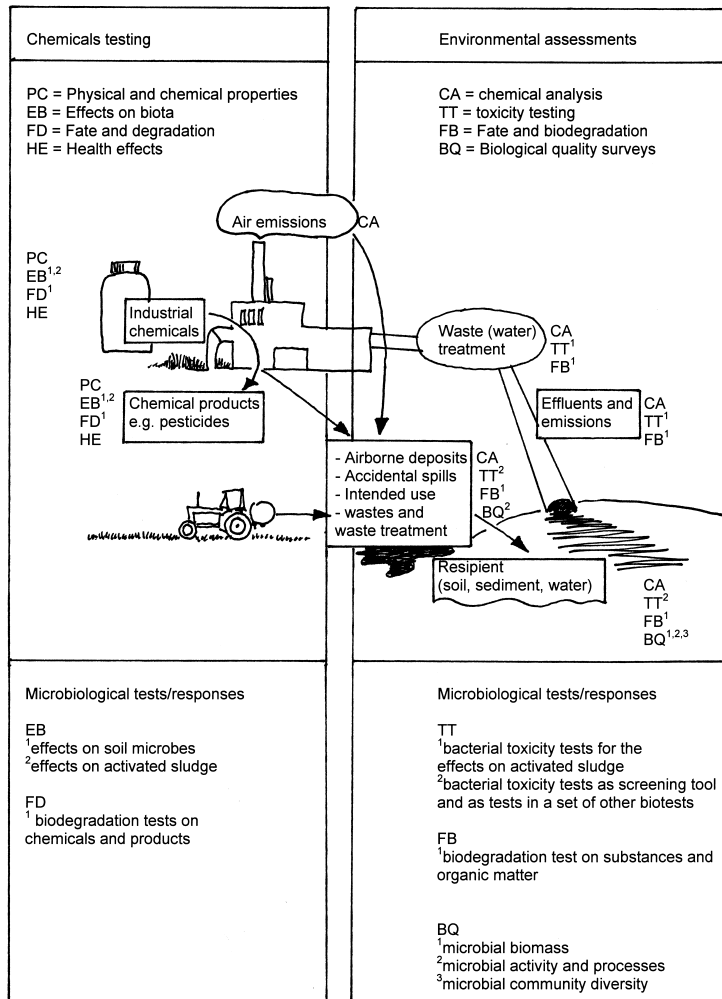 Chemicals testing
Environmental assessments
PC = Physical and chemical properties
EB = Effects on biota
FD = Fate and degradation
HE = Health effects
CA = chemical analysis
TT = toxicity testing
FB = Fate and biodegradation
BQ = Biological quality surveys
Air emissions
CA
PC
EB¹,²
FD¹
HE
Industrial
chemicals
Waste (water)
treatment
CA
TT¹
FB¹
PC
EB¹,²
FD¹
HE
Chemical products
e.g. pesticides
Effluents and
emissions
CA
TT¹
FB¹
- Airborne deposits
- Accidental spills
- Intended use
- wastes and
waste treatment
CA
TT²
FB¹
BQ²
Resipient
(soil, sediment, water)
CA
TT²
FB¹
BQ¹,²,³
Microbiological tests/responses
EB
¹effects on soil microbes
²effects on activated sludge
FD
¹ biodegradation tests on
chemicals and products
Microbiological tests/responses
TT
¹bacterial toxicity tests for the
effects on activated sludge
²bacterial toxicity tests as screening tool
and as tests in a set of other biotests
FB
¹biodegradation test on substances and
organic matter
BQ
¹microbial biomass
²microbial activity and processes
³microbial community diversity